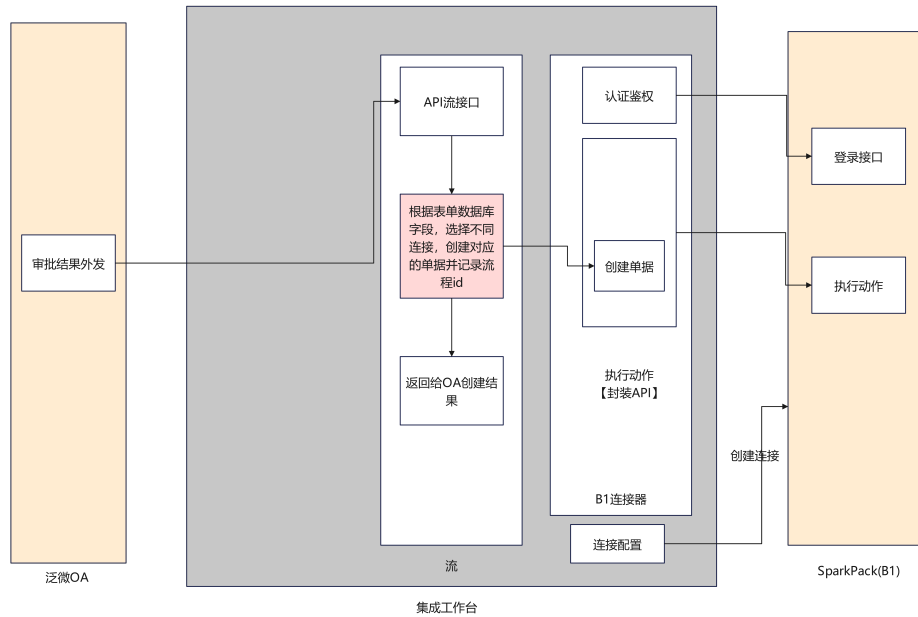 审批结果外发
泛微OA
API流接口
根据表单数据库
字段，选择不同
连接，创建对应
的单据并记录流
程id
返回给OA创建结
果
流
认证鉴权
创建单据
执行动作
【封装API】
B1连接器
连接配置
集成工作台
创建连接
登录接口
执行动作
SparkPack(B1)